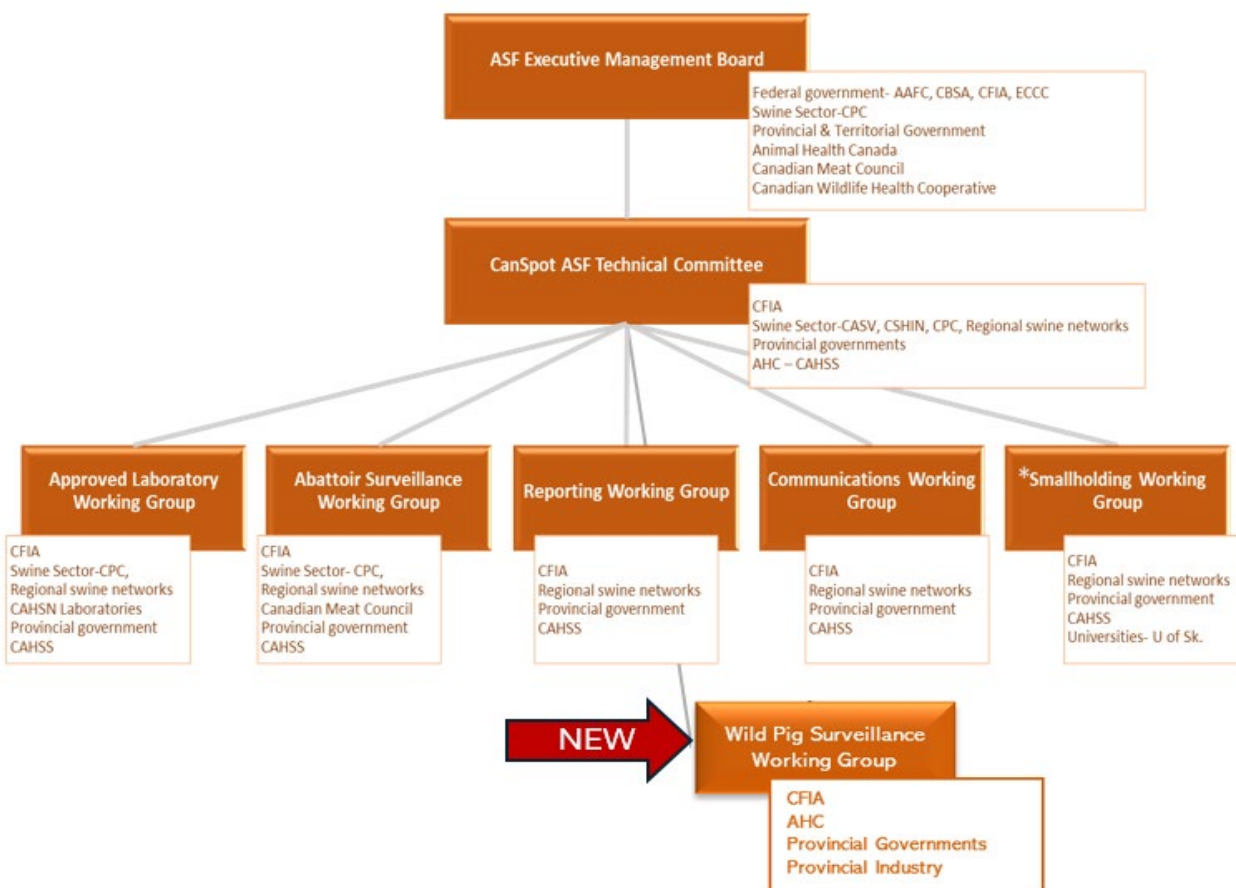 ASF Executive Management Board
Federal government- AAFC, CBSA, CFIA, ECCC
Swine Sector-CPC
Provincial & Territorial Government
Animal Health Canada
Canadian Meat Council
Canadian Wildlife Health Cooperative
CanSpot ASF Technical Committee
CFIA
Swine Sector-CASV, CSHIN, CPC, Regional swine networks
Provincial governments
AHC – CAHSS
Approved Laboratory
Working Group
CFIA
Swine Sector-CPC,
Regional swine networks
CAHSN Laboratories
Provincial government
CAHSS
Abattoir Surveillance
Working Group
CFIA
Swine Sector- CPC,
Regional swine networks
Canadian Meat Council
Provincial government
CAHSS
Reporting Working Group
CFIA
Regional swine networks
Provincial government
CAHSS
Communications Working
Group
CFIA
Regional swine networks
Provincial government
CAHSS
*Smallholding Working
Group
CFIA
Regional swine networks
Provincial government
CAHSS
Universities- U of Sk.
NEW
Wild Pig Surveillance
Working Group
CFIA
AHC
Provincial Governments
Provincial Industry